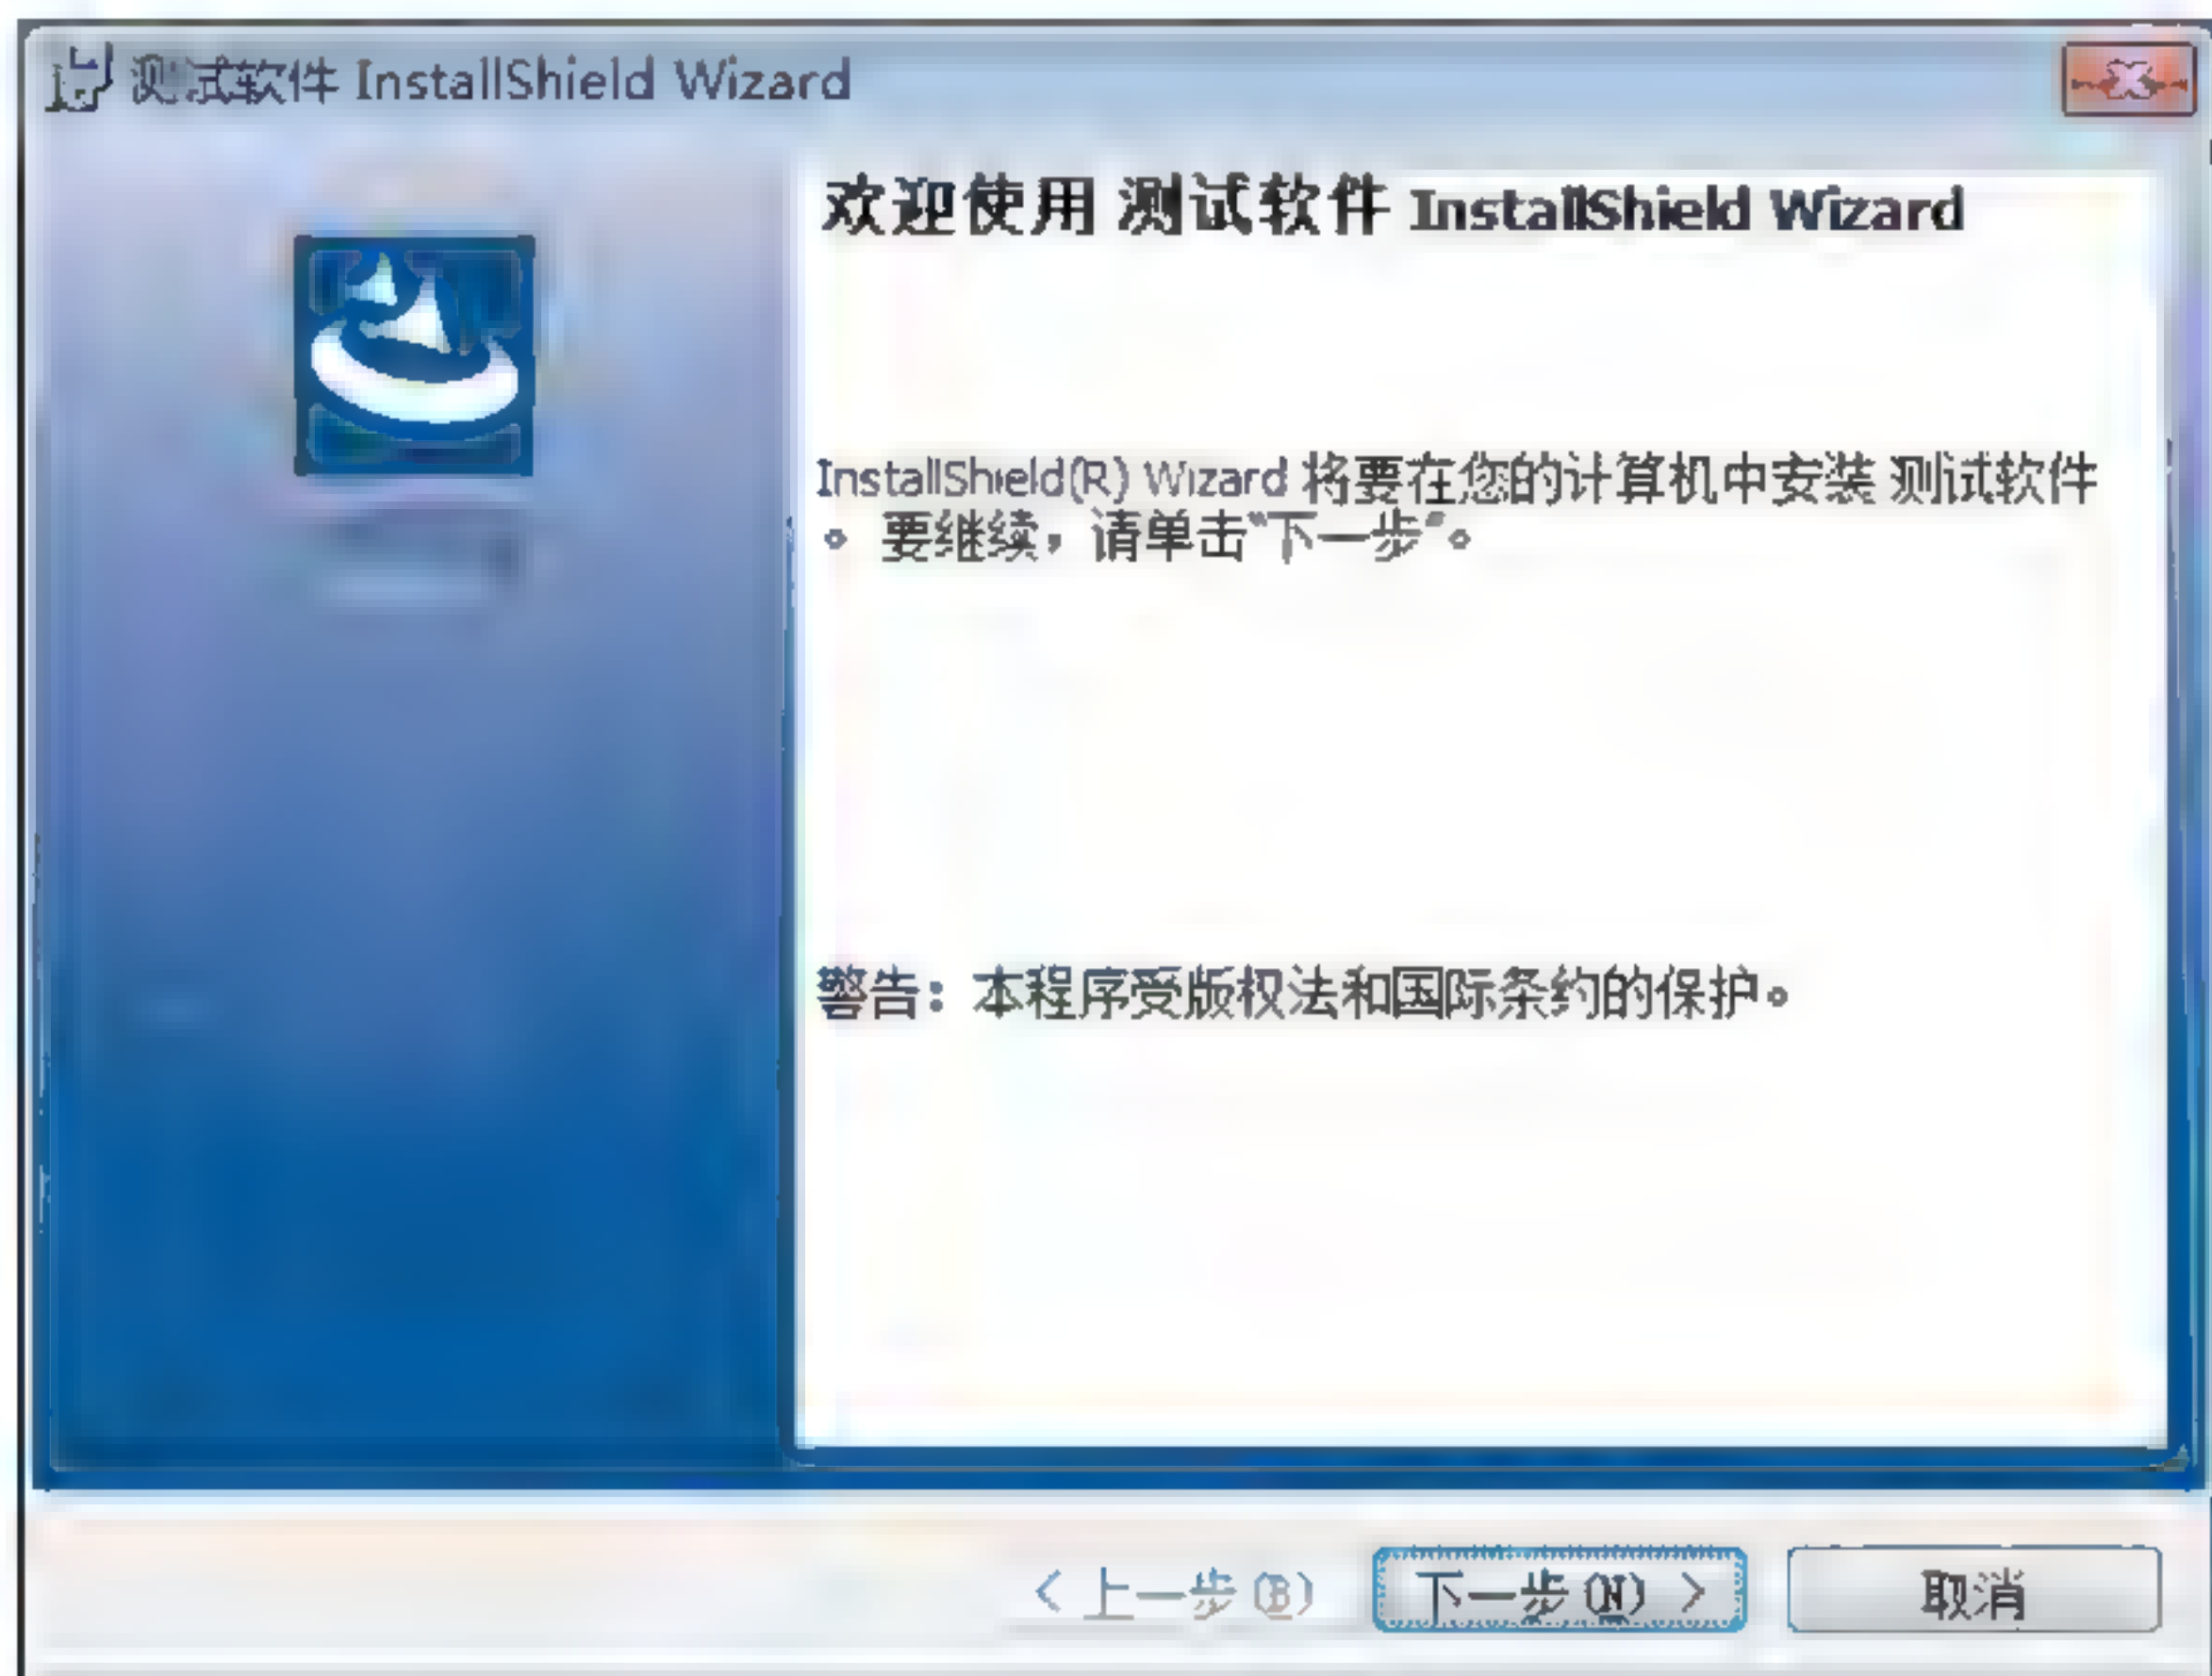 测试软件 InstallShield Wizard
欢迎使用 测试软件 InstallShield Wizard
InstallShield(R) Wizard 将要在您的计算机中安装 测试软件
。 要继续，请单击“下一步”。
警告：本程序受版权法和国际条约的保护。
< 上一步(B) 下一步(N) > 取消